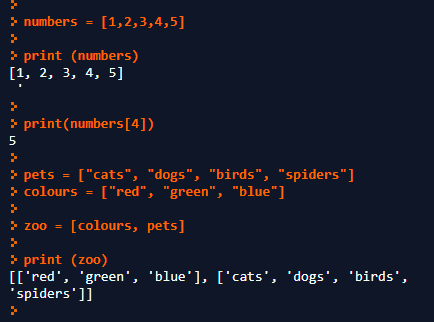 numbers = [1,2,3,4,5]
print (numbers)
[1, 2, 3, 4, 5]
'
print(numbers[4])
5
pets = ["cats", "dogs", "birds", "spiders"]
colours = ["red", "green", "blue"]
zoo = [colours, pets]
print (zoo)
[['red', 'green', 'blue'], ['cats', 'dogs', 'birds',
'spiders']]